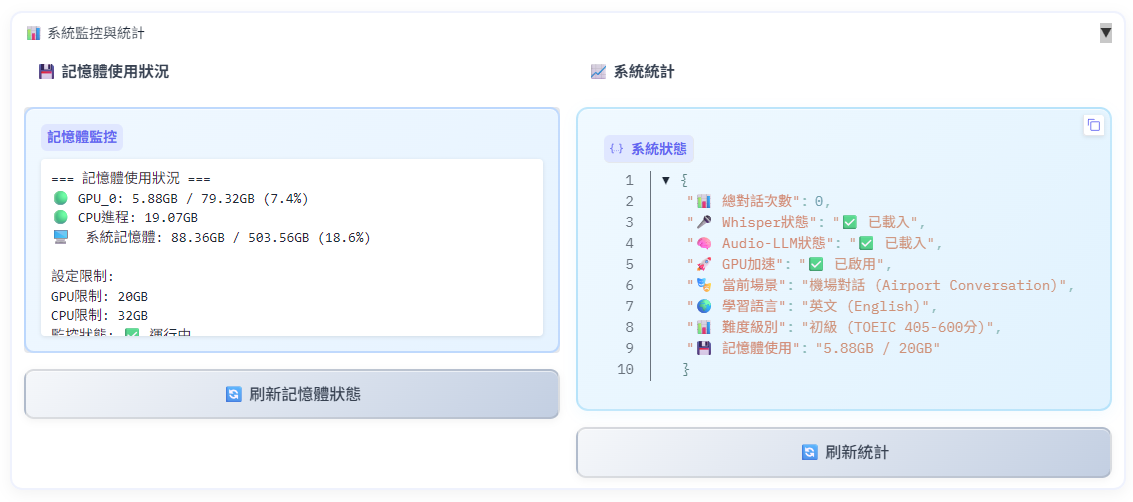 📊 系統監控與統計
▼
💾 記憶體使用狀況
記憶體監控
=== 記憶體使用狀況 ===
🟢 GPU_0: 5.88GB / 79.32GB (7.4%)
🟢 CPU進程: 19.07GB
🖥️ 系統記憶體: 88.36GB / 503.56GB (18.6%)
設定限制:
GPU限制: 20GB
CPU限制: 32GB
監控狀態: ✅ 運行中
🔄 刷新記憶體狀態
📈 系統統計
{..} 系統狀態
1 ▼ {
2 "📊 總對話次數": 0,
3 "🎤 Whisper狀態": "✅ 已載入",
4 "🧠 Audio-LLM狀態": "✅ 已載入",
5 "🚀 GPU加速": "✅ 已啟用",
6 "🎭 當前場景": "機場對話 (Airport Conversation)",
7 "🌍 學習語言": "英文 (English)",
8 "📊 難度級別": "初級 (TOEIC 405-600分)",
9 "💾 記憶體使用": "5.88GB / 20GB"
10 }
🔄 刷新統計